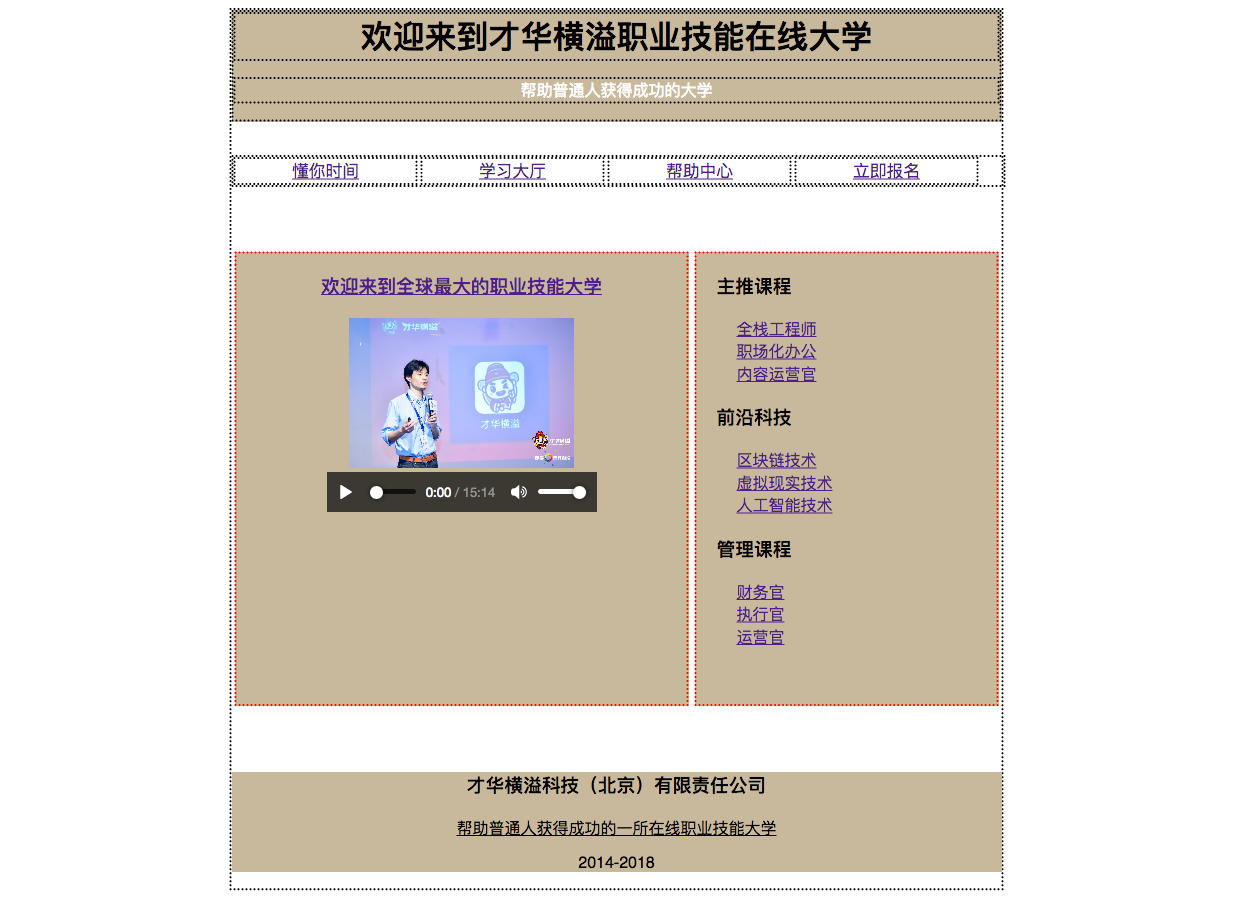 欢迎来到才华横溢职业技能在线大学
帮助普通人获得成功的大学
懂你时间 学习大厅 帮助中心 立即报名
欢迎来到全球最大的职业技能大学
才华横溢
才华横溢
0:00 / 15:14
主推课程
全栈工程师
职场化办公
内容运营官
前沿科技
区块链技术
虚拟现实技术
人工智能技术
管理课程
财务官
执行官
运营官
才华横溢科技（北京）有限责任公司
帮助普通人获得成功的一所在线职业技能大学
2014-2018